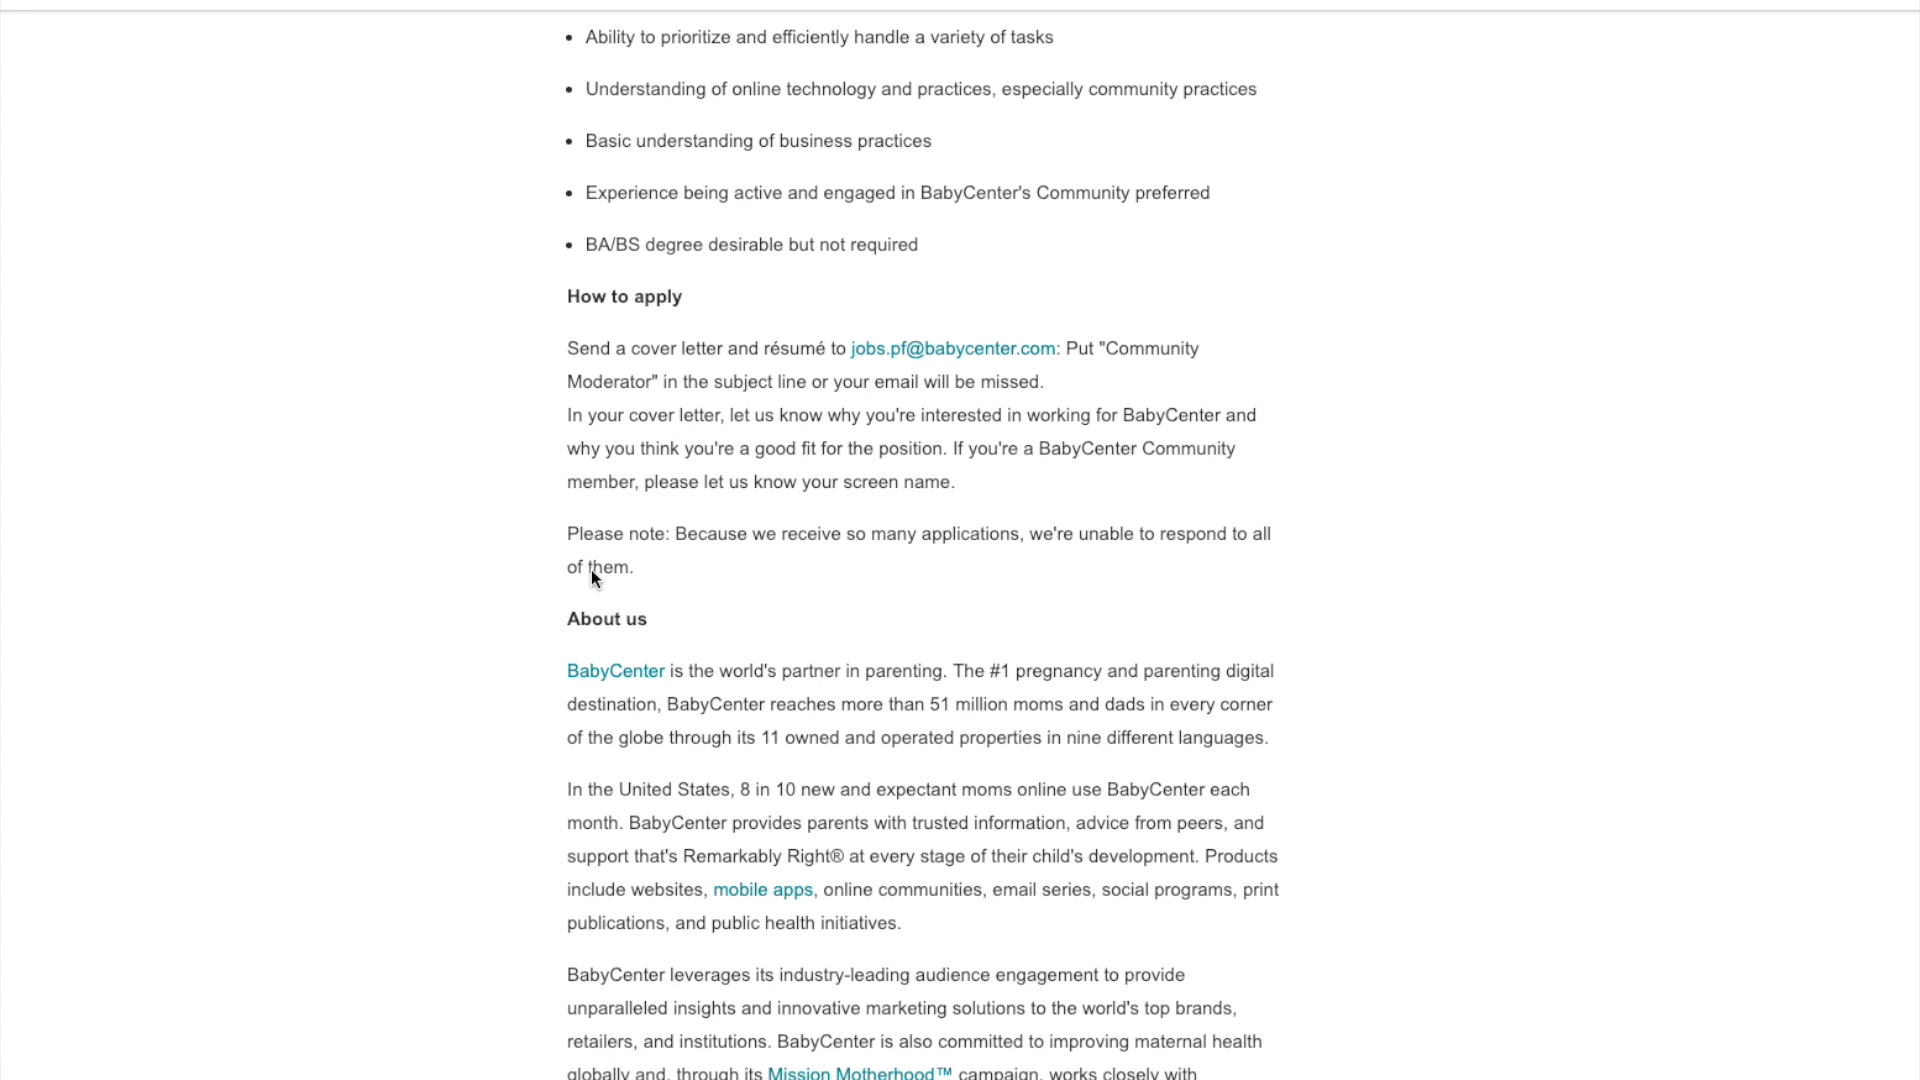 • Ability to prioritize and efficiently handle a variety of tasks
• Understanding of online technology and practices, especially community practices
• Basic understanding of business practices
• Experience being active and engaged in BabyCenter's Community preferred
• BA/BS degree desirable but not required
How to apply
Send a cover letter and résumé to jobs.pf@babycenter.com: Put "Community
Moderator" in the subject line or your email will be missed.
In your cover letter, let us know why you're interested in working for BabyCenter and
why you think you're a good fit for the position. If you're a BabyCenter Community
member, please let us know your screen name.
Please note: Because we receive so many applications, we're unable to respond to all
of them.
About us
BabyCenter is the world's partner in parenting. The #1 pregnancy and parenting digital
destination, BabyCenter reaches more than 51 million moms and dads in every corner
of the globe through its 11 owned and operated properties in nine different languages.
In the United States, 8 in 10 new and expectant moms online use BabyCenter each
month. BabyCenter provides parents with trusted information, advice from peers, and
support that's Remarkably Right® at every stage of their child's development. Products
include websites, mobile apps, online communities, email series, social programs, print
publications, and public health initiatives.
BabyCenter leverages its industry-leading audience engagement to provide
unparalleled insights and innovative marketing solutions to the world's top brands,
retailers, and institutions. BabyCenter is also committed to improving maternal health
globally and, through its Mission Motherhood™ campaign, works closely with